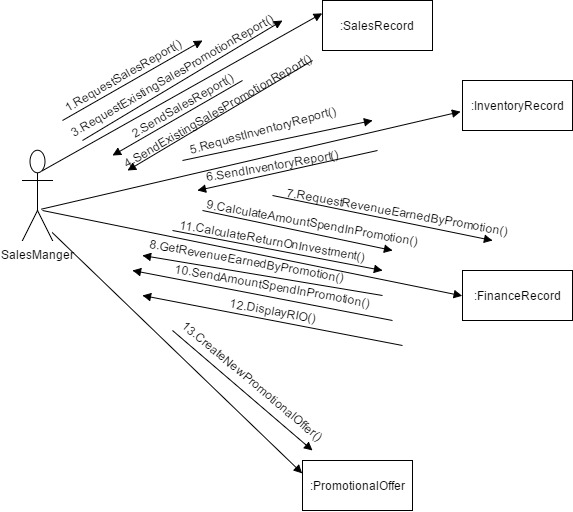 :SalesRecord
1.RequestSalesReport()
3.RequestExistingSalesPromotionReport()
2.SendSalesReport()
4.SendExistingSalesPromotionReport()
:InventoryRecord
5.RequestInventoryReport()
6.SendInventoryReport()
7.RequestRevenueEarnedByPromotion()
9.CalculateAmountSpendInPromotion()
11.CalculateReturnOnInvestment()
SalesManger
8.GetRevenueEarnedByPromotion()
10.SendAmountSpendInPromotion()
:FinanceRecord
12.DisplayRIO()
13.CreateNewPromotionalOffer()
:PromotionalOffer